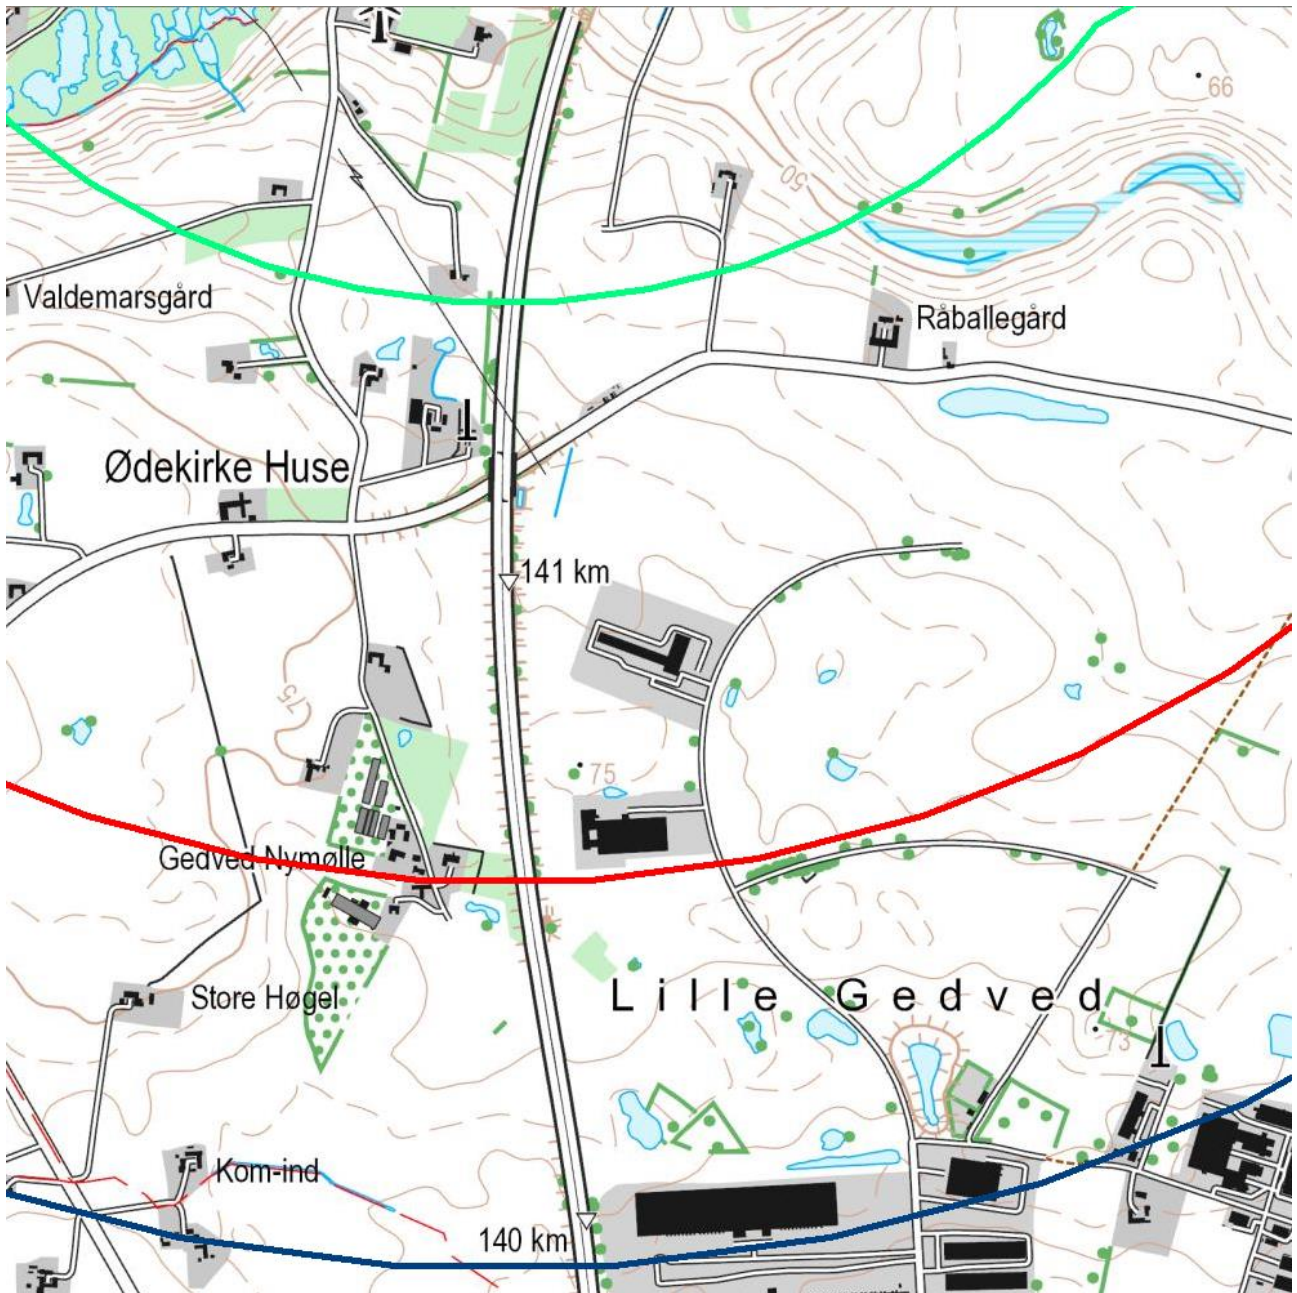 66
50
Valdemarsgård
Råballegård
Ødekirke Huse
141 km
75
75
Gedved Nymølle
Store Høgel
Lille Gedved
73
Kom-ind
140 km